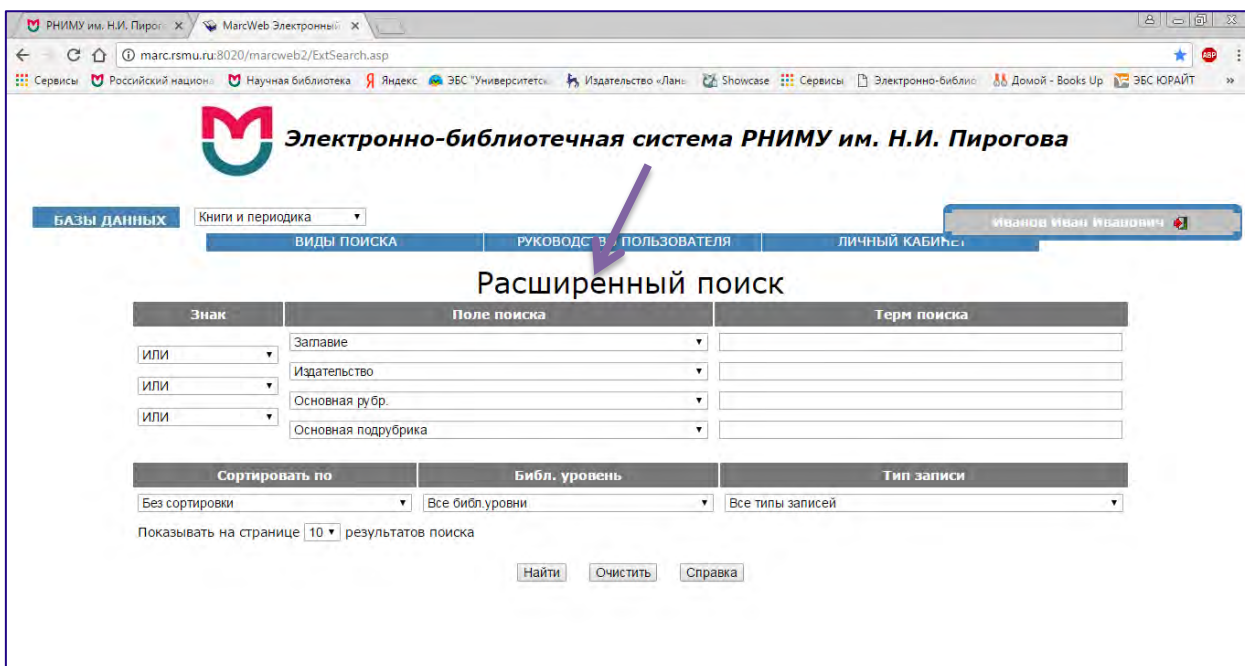 РНИМУ им. Н.И. Пирог
MarcWeb Электронный
marc.rsmu.ru:8020/marcweb2/ExtSearch.asp
ABP
Сервисы Российский национ Научная библиотека Яндекс ЭБС "Университетск Издательство «Лань Showcase Сервисы Электронно-библио Домой - Books Up ЭБС ЮРАЙТ »
Электронно-библиотечная система РНИМУ им. Н.И. Пирогова
БАЗЫ ДАННЫХ Книги и периодика Иванов Иван Иванович
ВИДЫ ПОИСКА РУКОВОДСТВО ПОЛЬЗОВАТЕЛЯ ЛИЧНЫЙ КАБИНЕТ
Расширенный поиск
Знак Поле поиска Терм поиска
Заглавие
ИЛИ
Издательство
ИЛИ
Основная рубр.
ИЛИ
Основная подрубрика
Сортировать по Библ. уровень Тип записи
Без сортировки Все библ.уровни Все типы записей
Показывать на странице 10 результатов поиска
Найти Очистить Справка